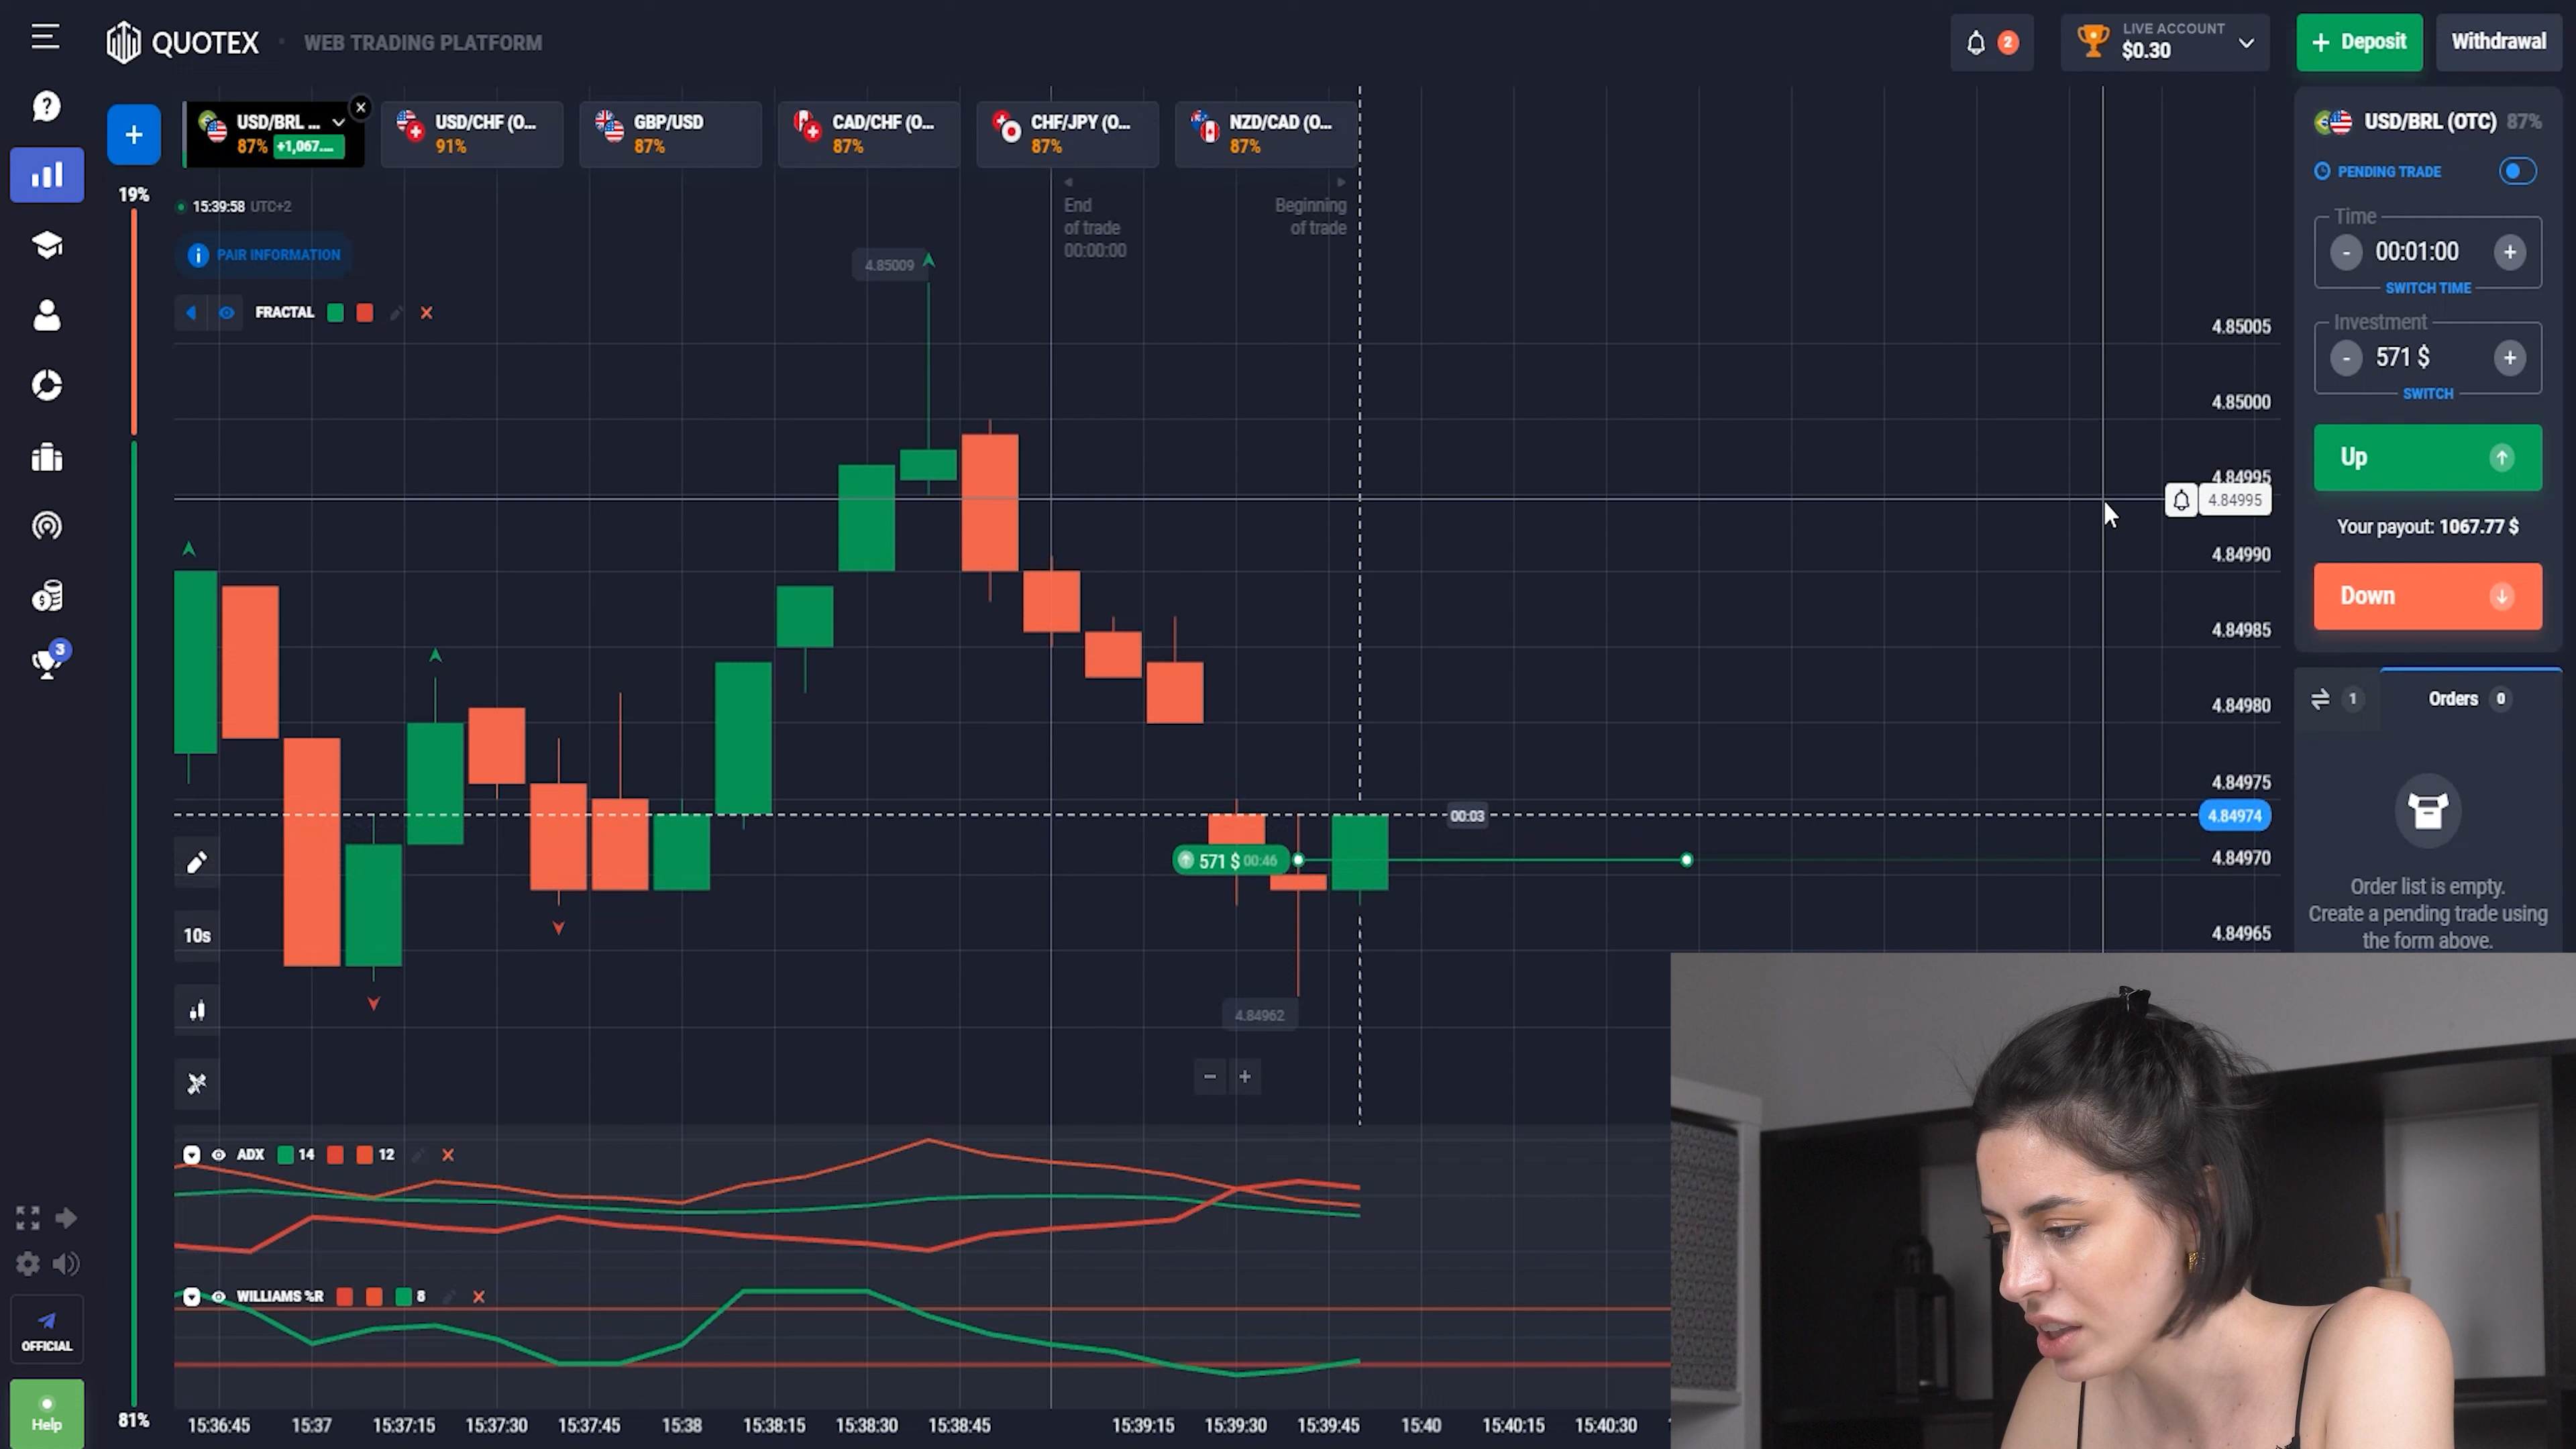 QUOTEX • WEB TRADING PLATFORM
2
LIVE ACCOUNT
$0.30
+ Deposit
Withdrawal
USD/BRL ...
87% +1,067....
USD/CHF (O...
91%
GBP/USD
87%
CAD/CHF (O...
87%
CHF/JPY (O...
87%
NZD/CAD (O...
87%
19%
15:39:58 UTC+2
PAIR INFORMATION
FRACTAL
End
of trade
00:00:00
Beginning
of trade
4.85009
4.85005
4.85000
4.84995
4.84995
4.84990
4.84985
4.84980
4.84975
00:03
4.84974
571 $ 00:46
4.84970
4.84965
4.84962
10s
3
USD/BRL (OTC) 87%
PENDING TRADE
Time
- 00:01:00 +
SWITCH TIME
Investment
- 571 $ +
SWITCH
Up
Your payout: 1067.77 $
Down
1
Orders 0
Order list is empty.
Create a pending trade using
the form above.
ADX 14 12
WILLIAMS %R 8
OFFICIAL
Help
81%
15:36:45 15:37 15:37:15 15:37:30 15:37:45 15:38 15:38:15 15:38:30 15:38:45 15:39:15 15:39:30 15:39:45 15:40 15:40:15 15:40:30